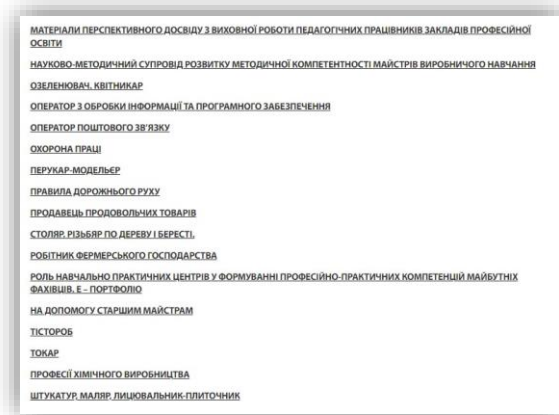 МАТЕРІАЛИ ПЕРСПЕКТИВНОГО ДОСВІДУ З ВИХОВНОЇ РОБОТИ ПЕДАГОГІЧНИХ ПРАЦІВНИКІВ ЗАКЛАДІВ ПРОФЕСІЙНОЇ
ОСВІТИ
НАУКОВО-МЕТОДИЧНИЙ СУПРОВІД РОЗВИТКУ МЕТОДИЧНОЇ КОМПЕТЕНТНОСТІ МАЙСТРІВ ВИРОБНИЧОГО НАВЧАННЯ
ОЗЕЛЕНЮВАЧ. КВІТНИКАР
ОПЕРАТОР З ОБРОБКИ ІНФОРМАЦІЇ ТА ПРОГРАМНОГО ЗАБЕЗПЕЧЕННЯ
ОПЕРАТОР ПОШТОВОГО ЗВ'ЯЗКУ
ОХОРОНА ПРАЦІ
ПЕРУКАР-МОДЕЛЬЄР
ПРАВИЛА ДОРОЖНЬОГО РУХУ
ПРОДАВЕЦЬ ПРОДОВОЛЬЧИХ ТОВАРІВ
СТОЛЯР. РІЗЬБЯР ПО ДЕРЕВУ І БЕРЕСТІ.
РОБІТНИК ФЕРМЕРСЬКОГО ГОСПОДАРСТВА
РОЛЬ НАВЧАЛЬНО ПРАКТИЧНИХ ЦЕНТРІВ У ФОРМУВАННІ ПРОФЕСІЙНО-ПРАКТИЧНИХ КОМПЕТЕНЦІЙ МАЙБУТНІХ
ФАХІВЦІВ. Е – ПОРТФОЛІО
НА ДОПОМОГУ СТАРШИМ МАЙСТРАМ
ТІСТОРОБ
ТОКАР
ПРОФЕСІЇ ХІМІЧНОГО ВИРОБНИЦТВА
ШТУКАТУР, МАЛЯР, ЛИЦЮВАЛЬНИК-ПЛИТОЧНИК